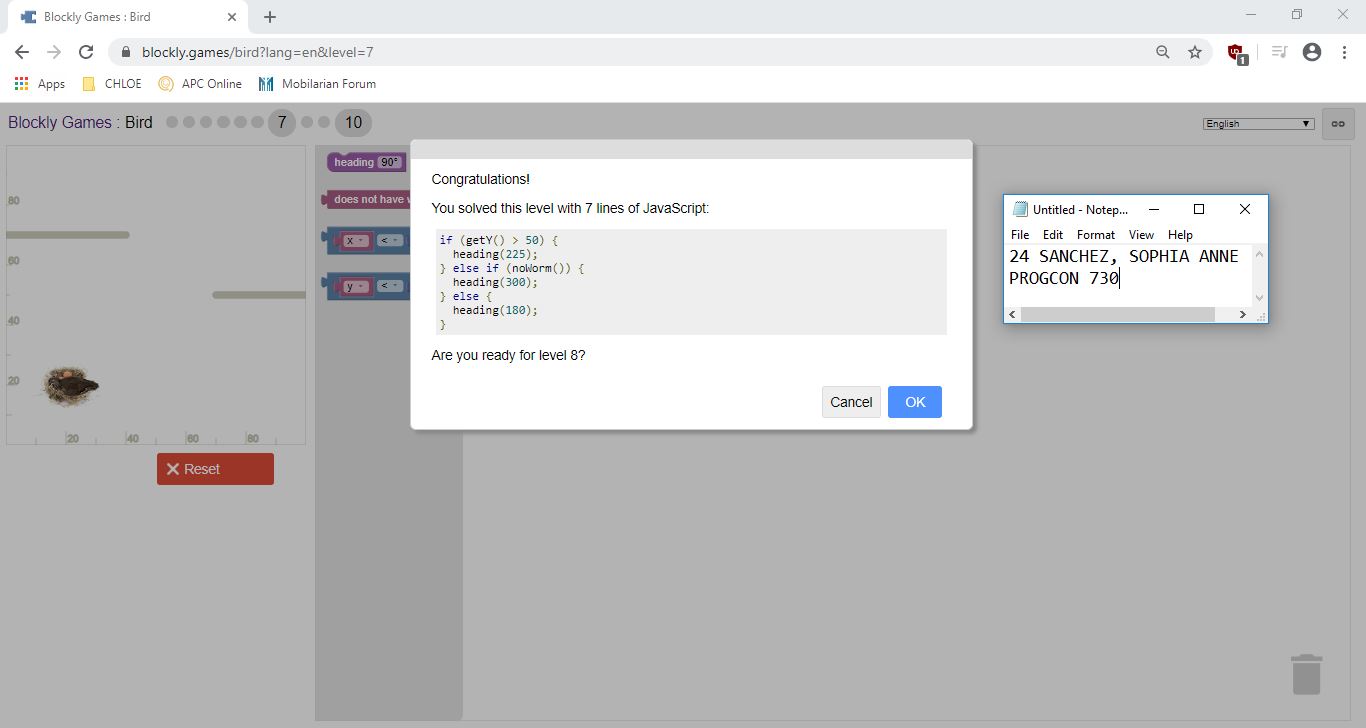 Blockly Games : Bird
blockly.games/bird?lang=en&level=7
1
Apps
CHLOE
APC Online
Mobilarian Forum
Blockly Games : Bird
7
10
English
80
60
40
20
20
40
60
80
Reset
heading 90°
does not have
x
<
y
<
Congratulations!
You solved this level with 7 lines of JavaScript:
if (getY() > 50) {
heading(225);
} else if (noWorm()) {
heading(300);
} else {
heading(180);
}
Are you ready for level 8?
Cancel
OK
Untitled - Notep...
File Edit Format View Help
24 SANCHEZ, SOPHIA ANNE
PROGCON 730